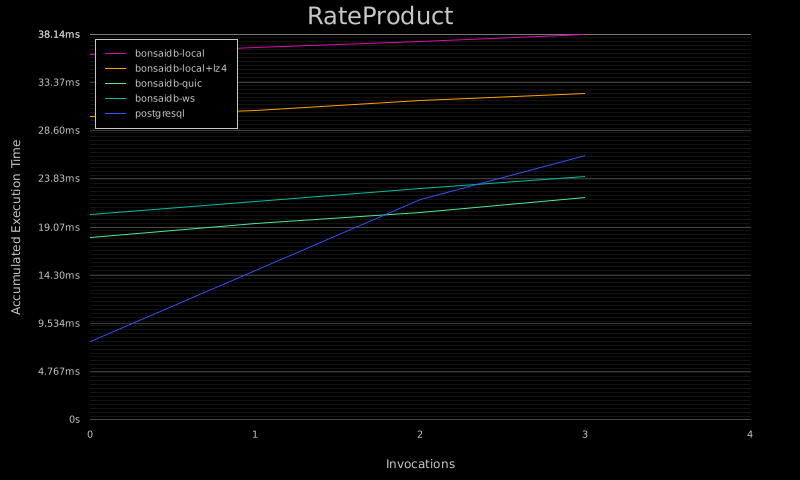 RateProduct
38.14ms
33.37ms
28.60ms
23.83ms
19.07ms
14.30ms
9.534ms
4.767ms
0s
Accumulated Execution Time
bonsaidb-local
bonsaidb-local+lz4
bonsaidb-quic
bonsaidb-ws
postgresql
0 1 2 3 4
Invocations